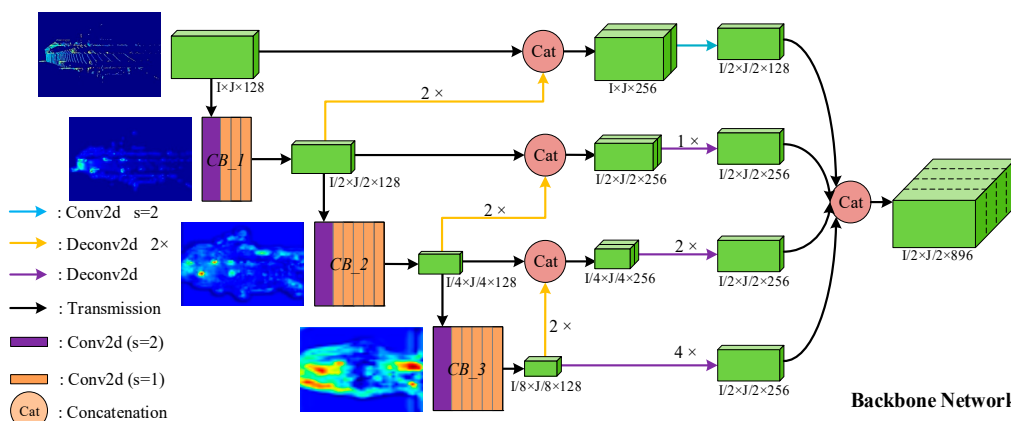 Cat
I×J×128
I×J×256
I/2×J/2×128
2 ×
CB_1
I/2×J/2×128
Cat
I/2×J/2×256
1 ×
I/2×J/2×256
Cat
I/2×J/2×896
2 ×
CB_2
I/4×J/4×128
Cat
I/4×J/4×256
2 ×
I/2×J/2×256
2 ×
CB_3
I/8×J/8×128
4 ×
I/2×J/2×256
: Conv2d s=2
: Deconv2d 2×
: Deconv2d
: Transmission
: Conv2d (s=2)
: Conv2d (s=1)
Cat : Concatenation
Backbone Network